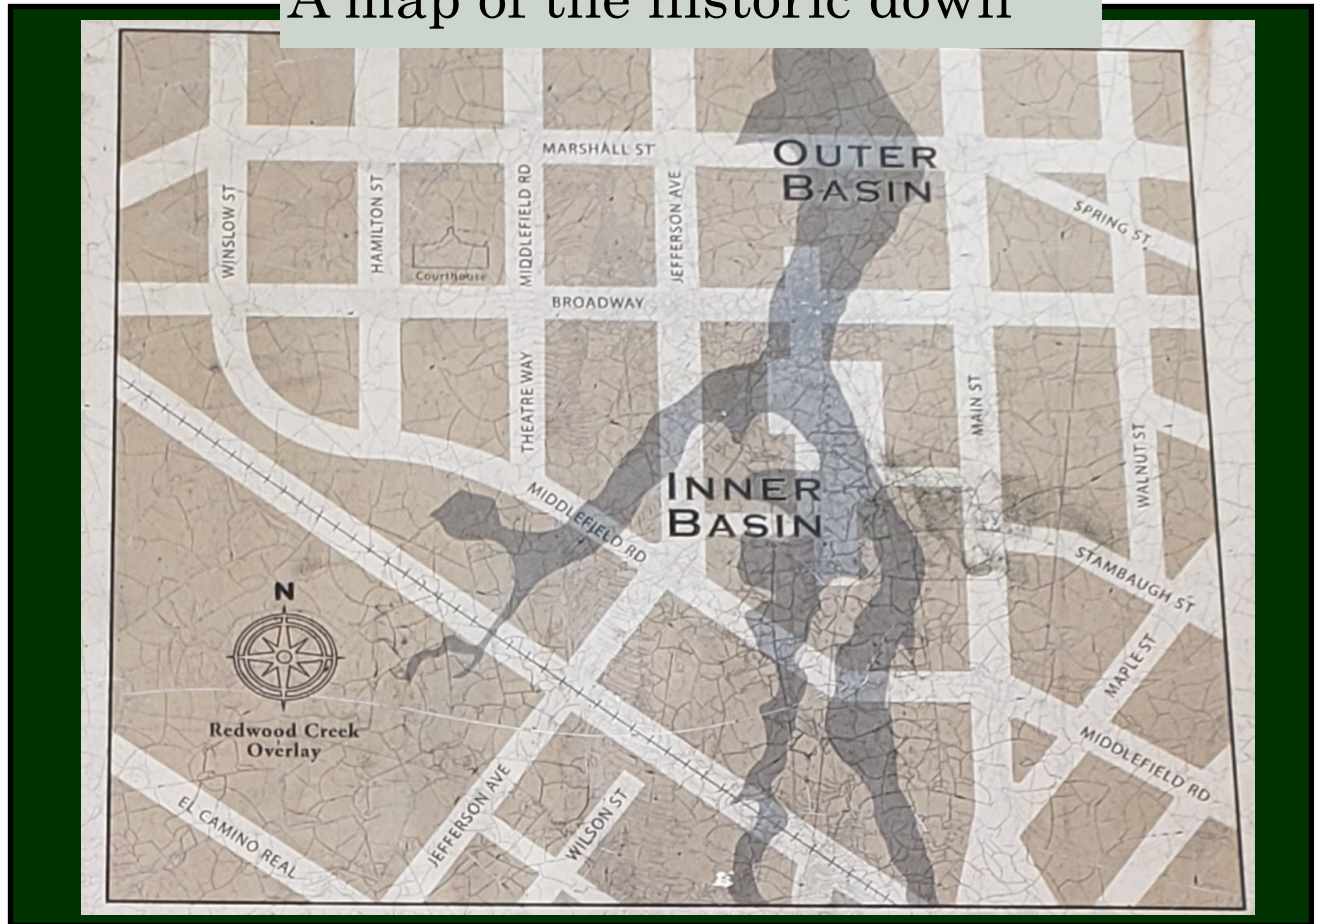 A map of the historic down
MARSHALL ST
OUTER
BASIN
SPRING ST
WINSLOW ST
HAMILTON ST
MIDDLEFIELD RD
JEFFERSON AVE
Courthouse
BROADWAY
THEATRE WAY
MAIN ST
WALNUT ST
INNER
BASIN
MIDDLEFIELD RD
STAMBAUGH ST
N
MAPLE ST
Redwood Creek
Overlay
MIDDLEFIELD RD
JEFFERSON AVE
WILSON ST
EL CAMINO REAL